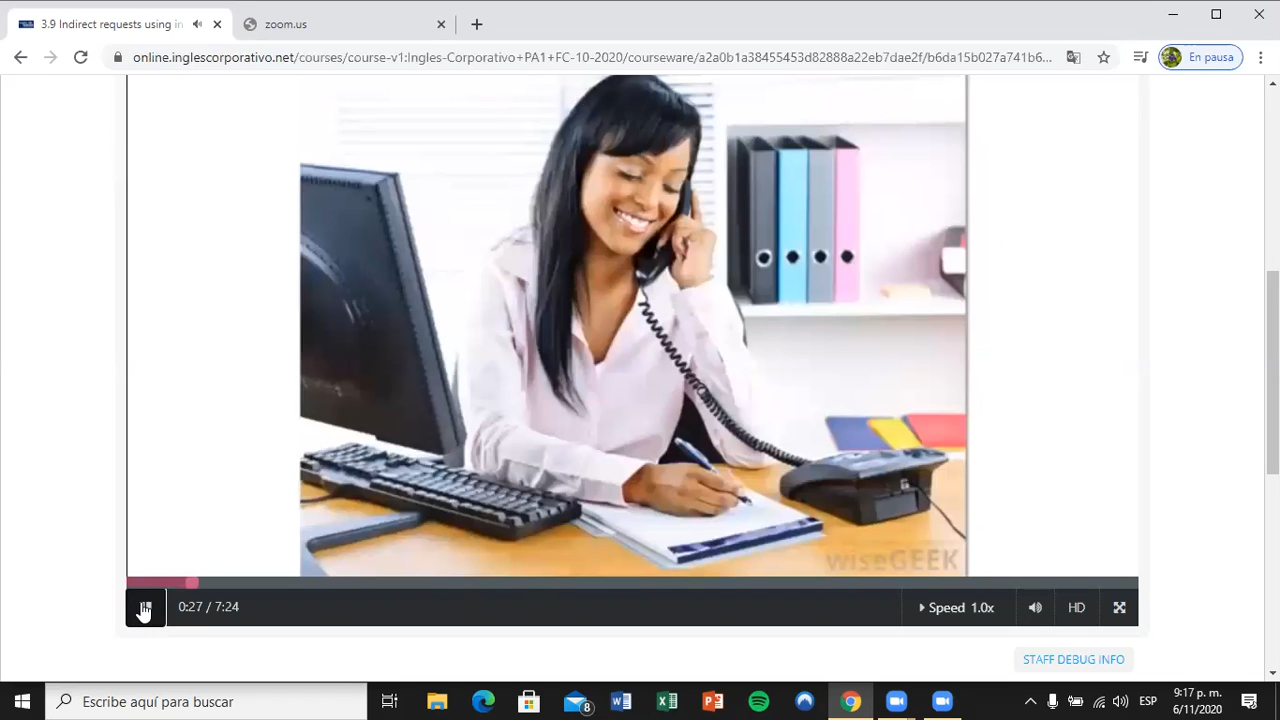 3.9 Indirect requests using in
zoom.us
online.inglescorporativo.net/courses/course-v1:Ingles-Corporativo+PA1+FC-10-2020/courseware/a2a0b1a38455453d82888a22eb7dae2f/b6da15b027a741b6...
En pausa
wiseGEEK
0:27 / 7:24
Speed 1.0x
HD
STAFF DEBUG INFO
Escribe aquí para buscar
8
ESP
9:17 p. m.
6/11/2020